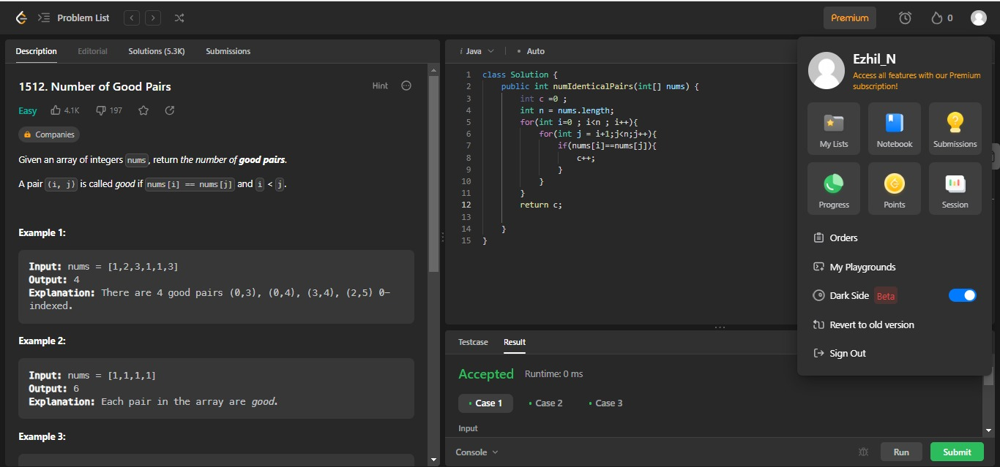 Problem List
Premium
0
Description Editorial Solutions (5.3K) Submissions
1512. Number of Good Pairs
Hint
Easy 4.1K 197
Companies
Given an array of integers nums, return the number of good pairs.
A pair (i, j) is called good if nums[i] == nums[j] and i < j.
Example 1:
Input: nums = [1,2,3,1,1,3]
Output: 4
Explanation: There are 4 good pairs (0,3), (0,4), (3,4), (2,5) 0-
indexed.
Example 2:
Input: nums = [1,1,1,1]
Output: 6
Explanation: Each pair in the array are good.
Example 3:
i Java • Auto
1 class Solution {
2 public int numIdenticalPairs(int[] nums) {
3 int c =0 ;
4 int n = nums.length;
5 for(int i=0 ; i<n ; i++){
6 for(int j = i+1;j<n;j++){
7 if(nums[i]==nums[j]){
8 c++;
9 }
10 }
11 }
12 return c;
13
14 }
15 }
Testcase Result
Accepted Runtime: 0 ms
• Case 1 • Case 2 • Case 3
Input
Console
Run
Submit
Ezhil_N
Access all features with our Premium
subscription!
My Lists Notebook Submissions
Progress Points Session
Orders
My Playgrounds
Dark Side Beta
Revert to old version
Sign Out